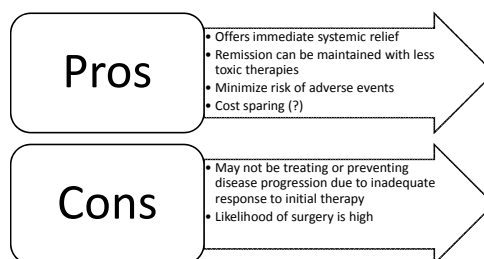 Pros
• Offers immediate systemic relief
• Remission can be maintained with less
toxic therapies
• Minimize risk of adverse events
• Cost sparing (?)
Cons
• May not be treating or preventing
disease progression due to inadequate
response to initial therapy
• Likelihood of surgery is high